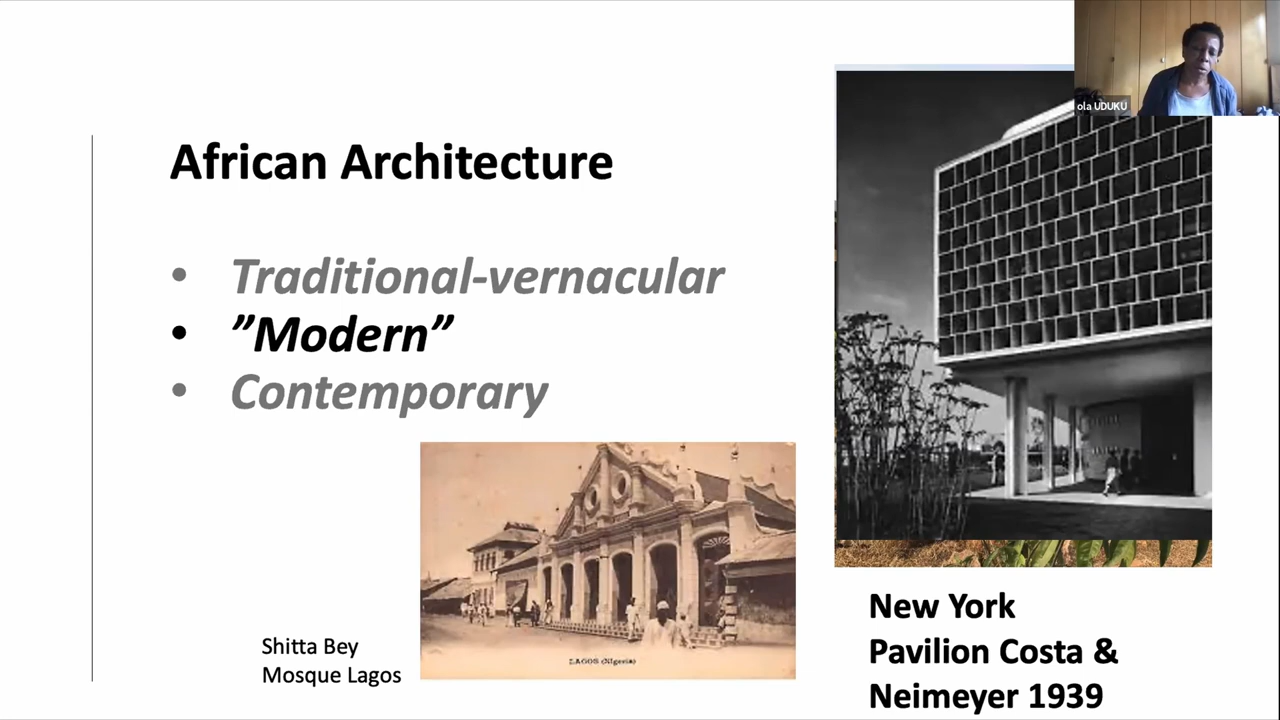 ola UDUKU
African Architecture
• Traditional-vernacular
• ”Modern”
• Contemporary
LAGOS (Nigeria)
Shitta Bey
Mosque Lagos
New York
Pavilion Costa &
Neimeyer 1939